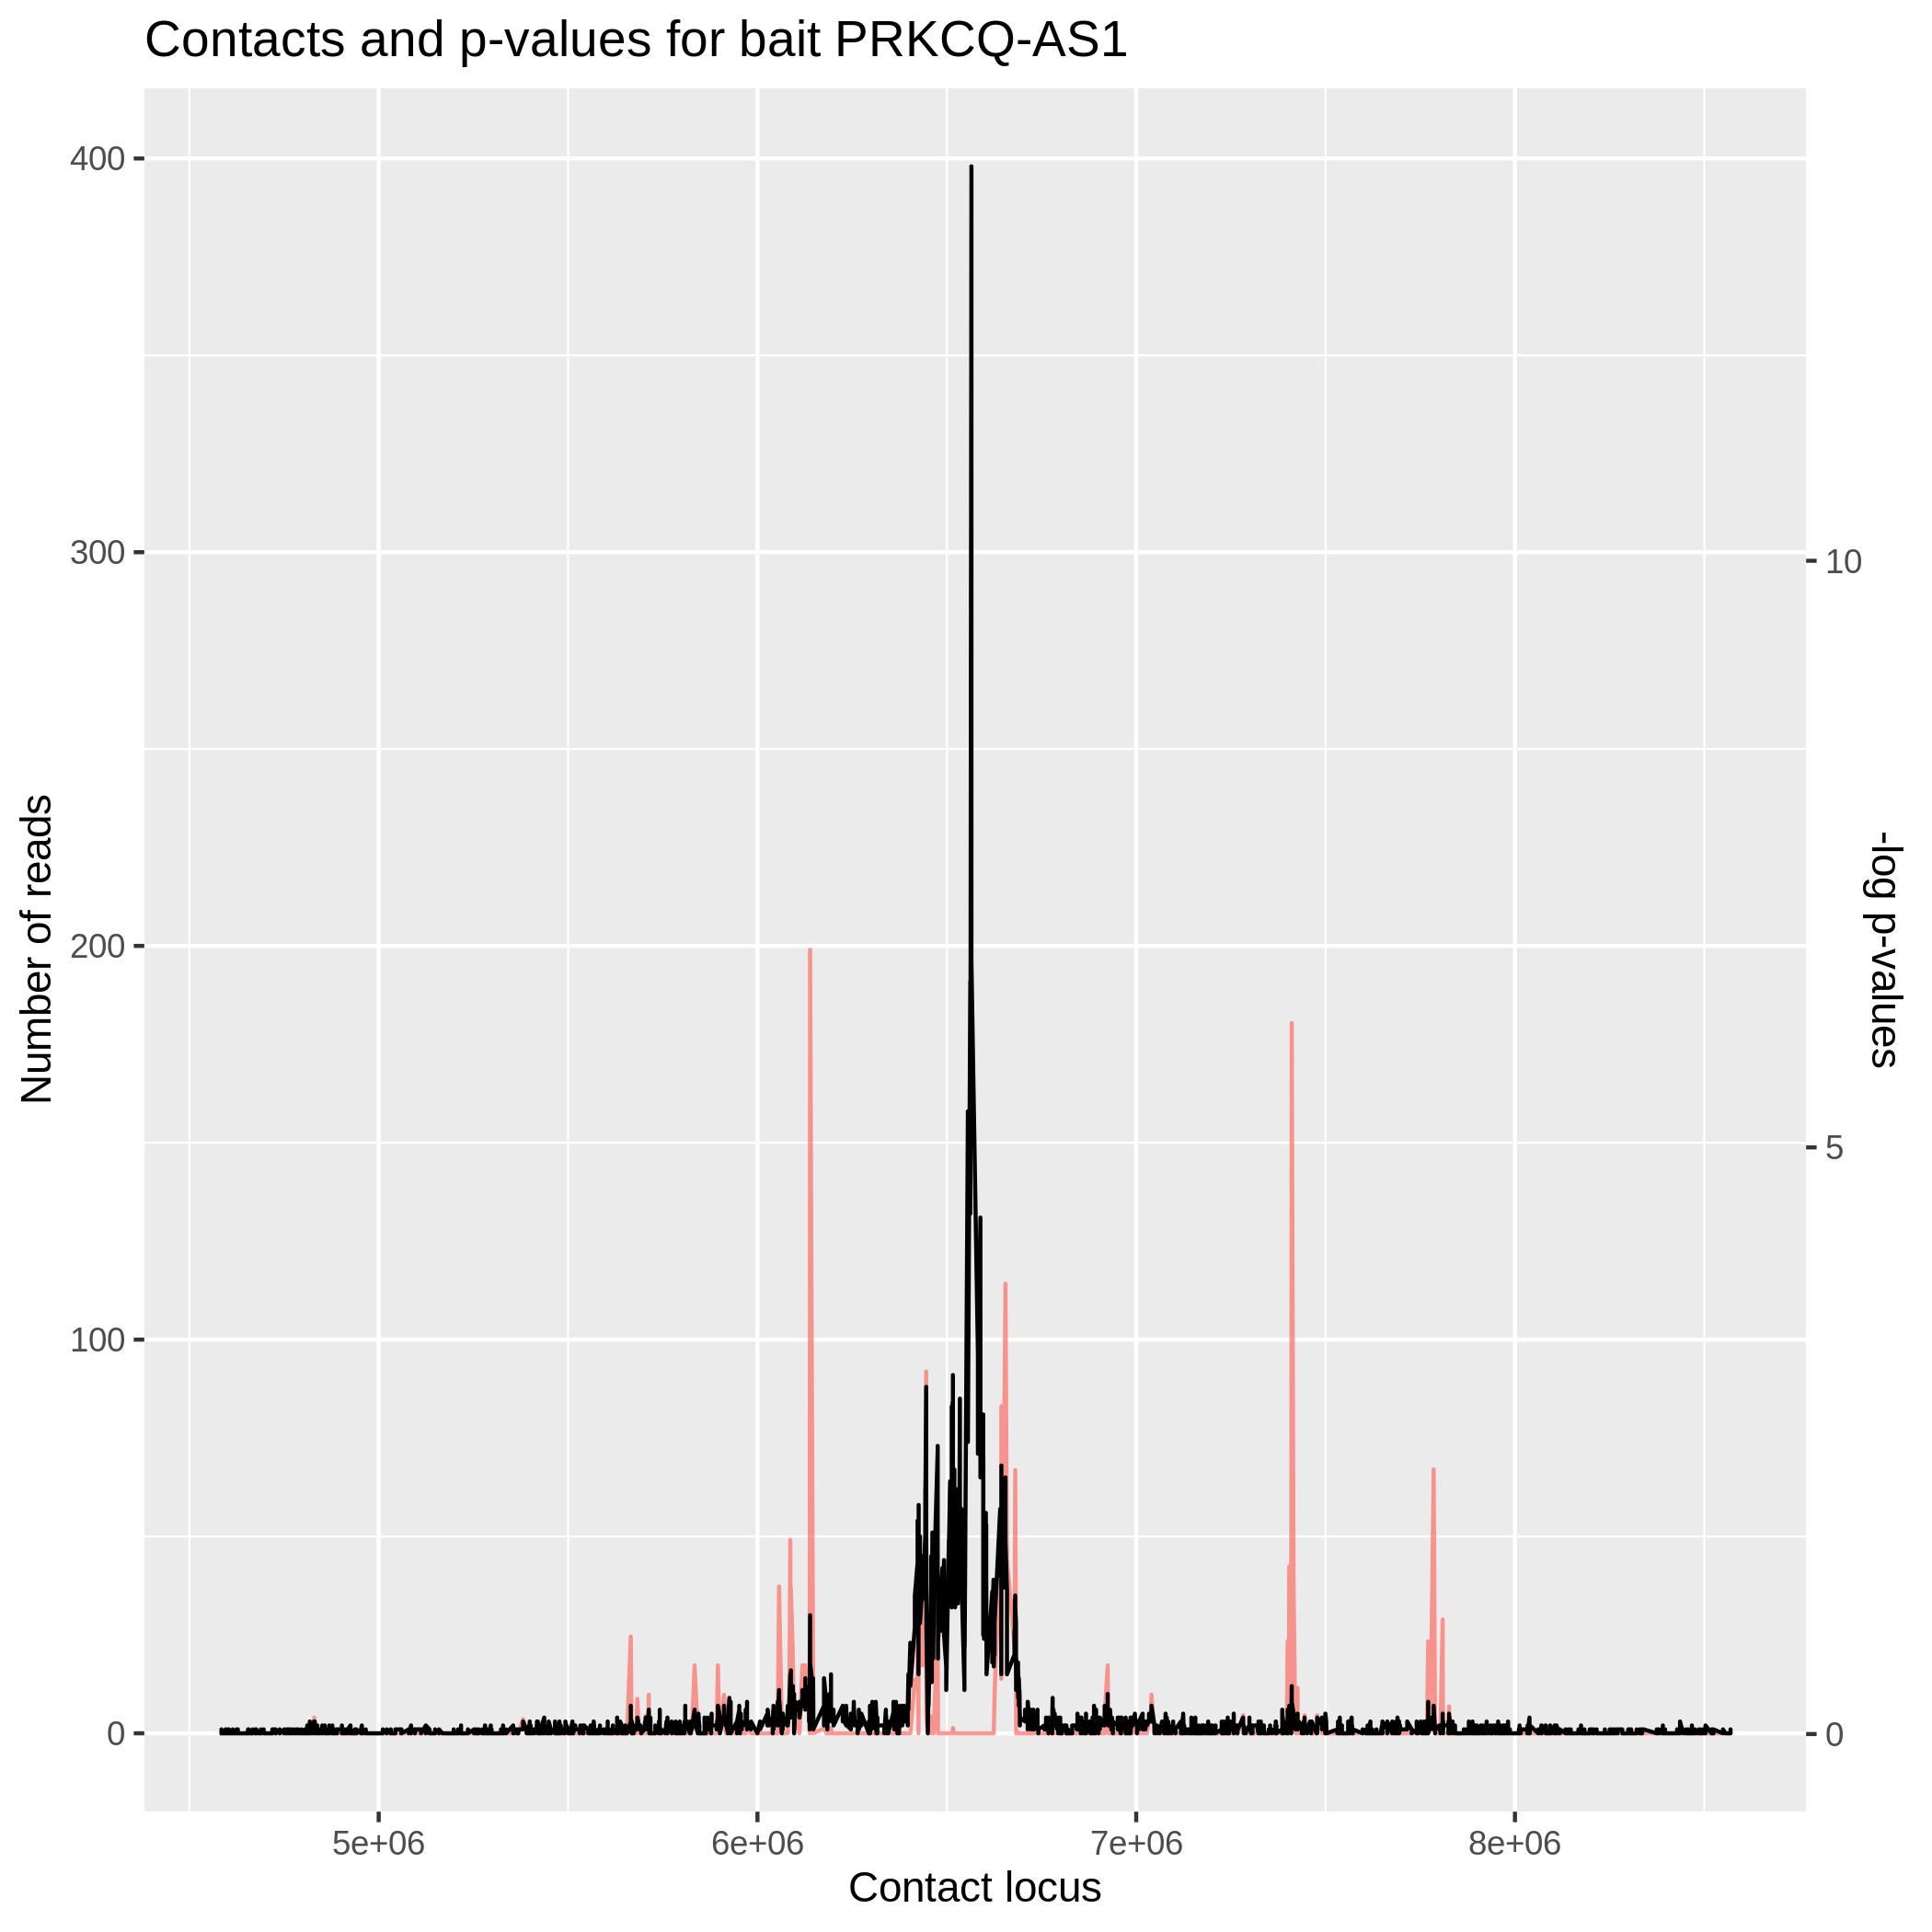 Contacts and p-values for bait PRKCQ-AS1
400
300
200
100
0
Number of reads
10
5
0
-log p-values
5e+06
6e+06
7e+06
8e+06
Contact locus